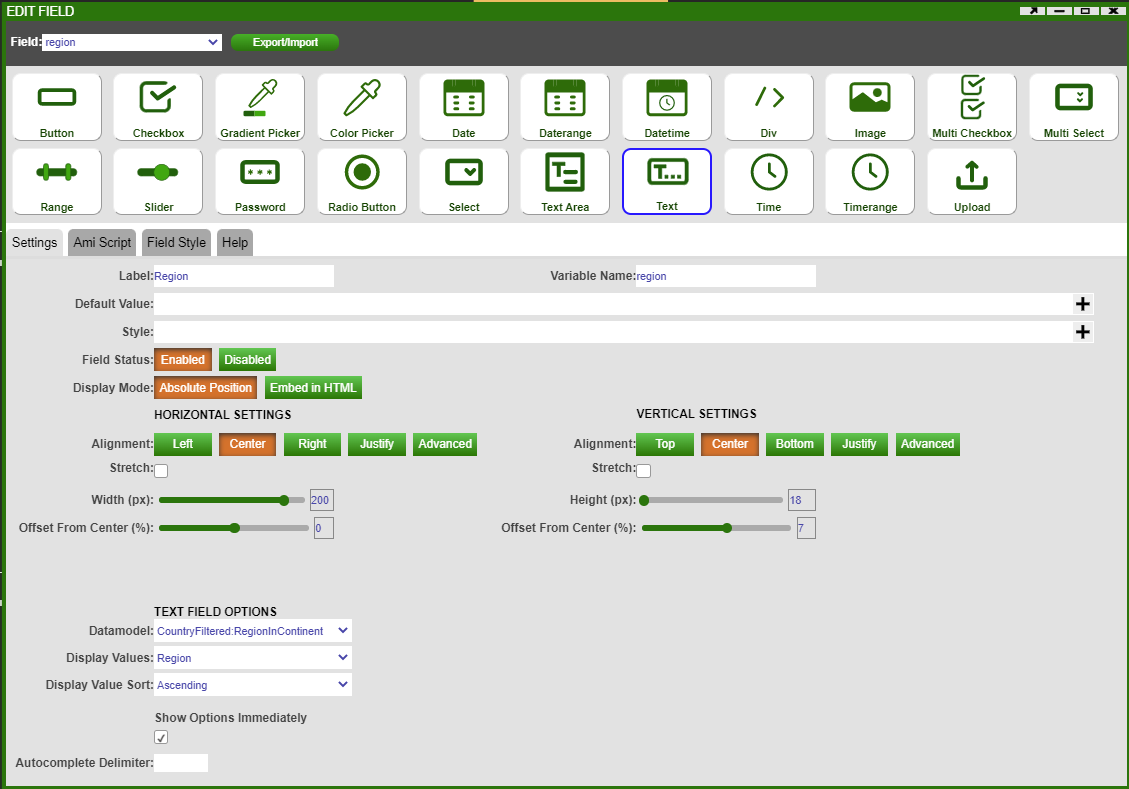 EDIT FIELD
Field: region Export/Import
Button Checkbox Gradient Picker Color Picker Date Daterange Datetime Div Image Multi Checkbox Multi Select
Range Slider Password Radio Button Select Text Area Text Time Timerange Upload
Settings Ami Script Field Style Help
Label: Region Variable Name: region
Default Value:
Style:
Field Status: Enabled Disabled
Display Mode: Absolute Position Embed in HTML
HORIZONTAL SETTINGS VERTICAL SETTINGS
Alignment: Left Center Right Justify Advanced Alignment: Top Center Bottom Justify Advanced
Stretch: Stretch:
Width (px): 200 Height (px): 18
Offset From Center (%): 0 Offset From Center (%): 7
TEXT FIELD OPTIONS
Datamodel: CountryFiltered:RegionInContinent
Display Values: Region
Display Value Sort: Ascending
Show Options Immediately
Autocomplete Delimiter: